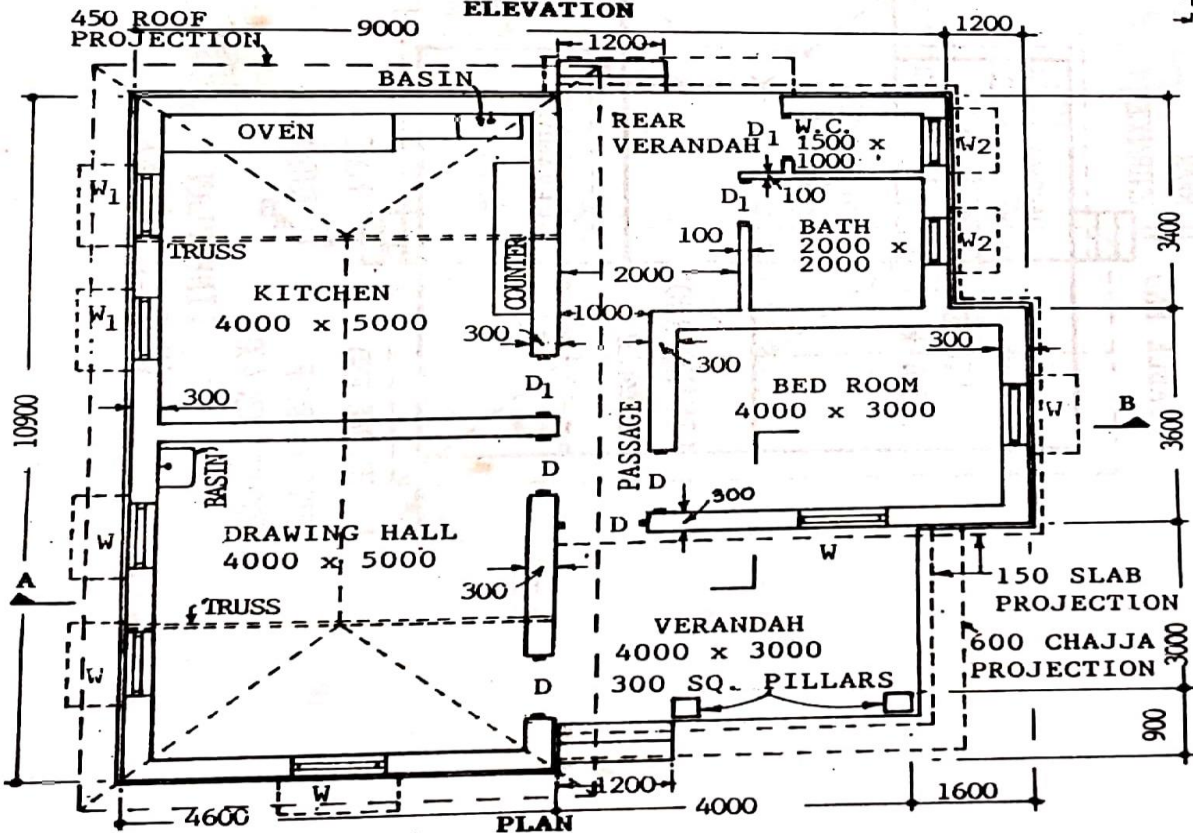 ELEVATION
450 ROOF
PROJECTION
9000
1200
1200
BASIN
OVEN
REAR
VERANDAH
D1
W.C.
1500 x
1000
W2
W1
100
D1
TRUSS
COUNTER
100
BATH
2000 x
2000
W2
3400
2000
KITCHEN
4000 x 5000
W1
1000
300
300
300
10900
D1
BED ROOM
4000 x 3000
W
B
3600
300
PASSAGE
BASIN
D
D
300
D
DRAWING HALL
4000 x 5000
W
W
A
300
150 SLAB
PROJECTION
TRUSS
VERANDAH
4000 x 3000
600 CHAJJA
PROJECTION
3000
W
300 SQ. PILLARS
D
900
W
1200
4600
4000
1600
PLAN